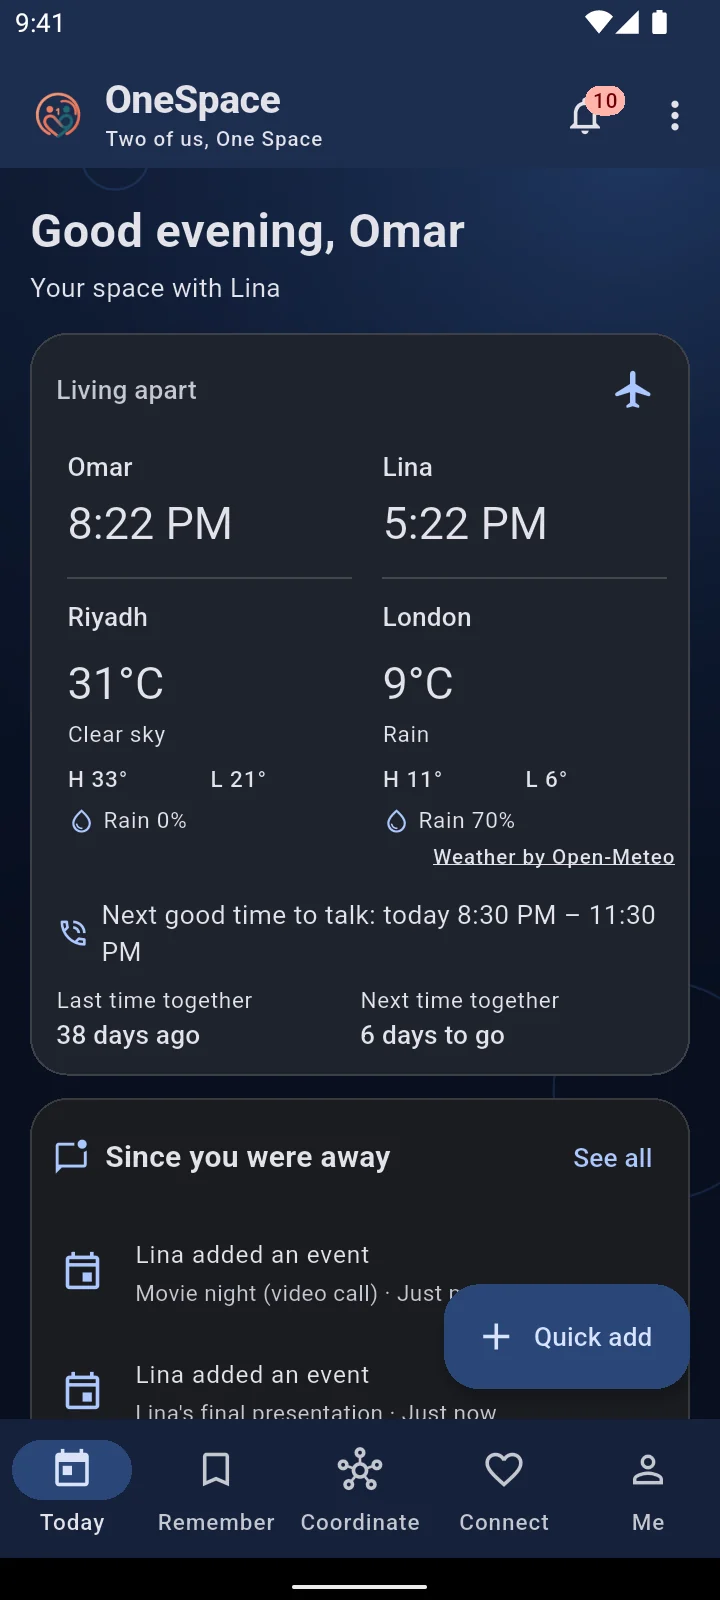 9:41
OneSpace
10
Two of us, One Space
Good evening, Omar
Your space with Lina
Living apart
Omar
Lina
8:22 PM
5:22 PM
Riyadh
London
31°C
9°C
Clear sky
Rain
H 33°
L 21°
H 11°
L 6°
Rain 0%
Rain 70%
Weather by Open-Meteo
Next good time to talk: today 8:30 PM – 11:30
PM
Last time together
Next time together
38 days ago
6 days to go
Since you were away
See all
Lina added an event
Movie night (video call) · Just
Quick add
Lina added an event
Lina's final presentation · Just now
Today
Remember
Coordinate
Connect
Me